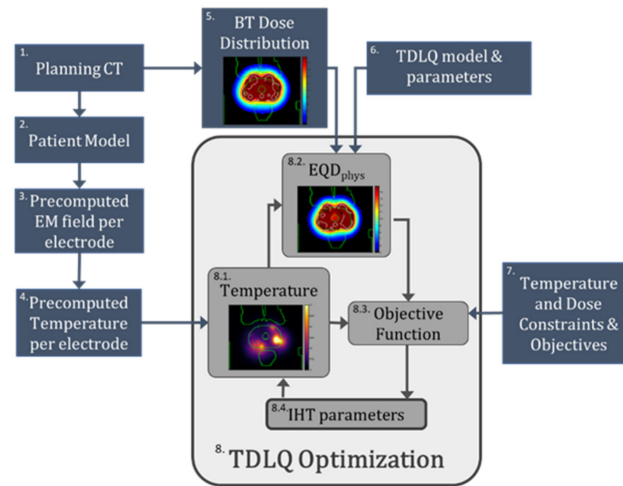 1.
Planning CT
2.
Patient Model
3.
Precomputed
EM field per
electrode
4.
Precomputed
Temperature
per electrode
5.
BT Dose
Distribution
6.
TDLQ model &
parameters
7.
Temperature
and Dose
Constraints &
Objectives
8.2.
EQDphys
8.1.
Temperature
8.3.
Objective
Function
8.4.
IHT parameters
8.
TDLQ Optimization